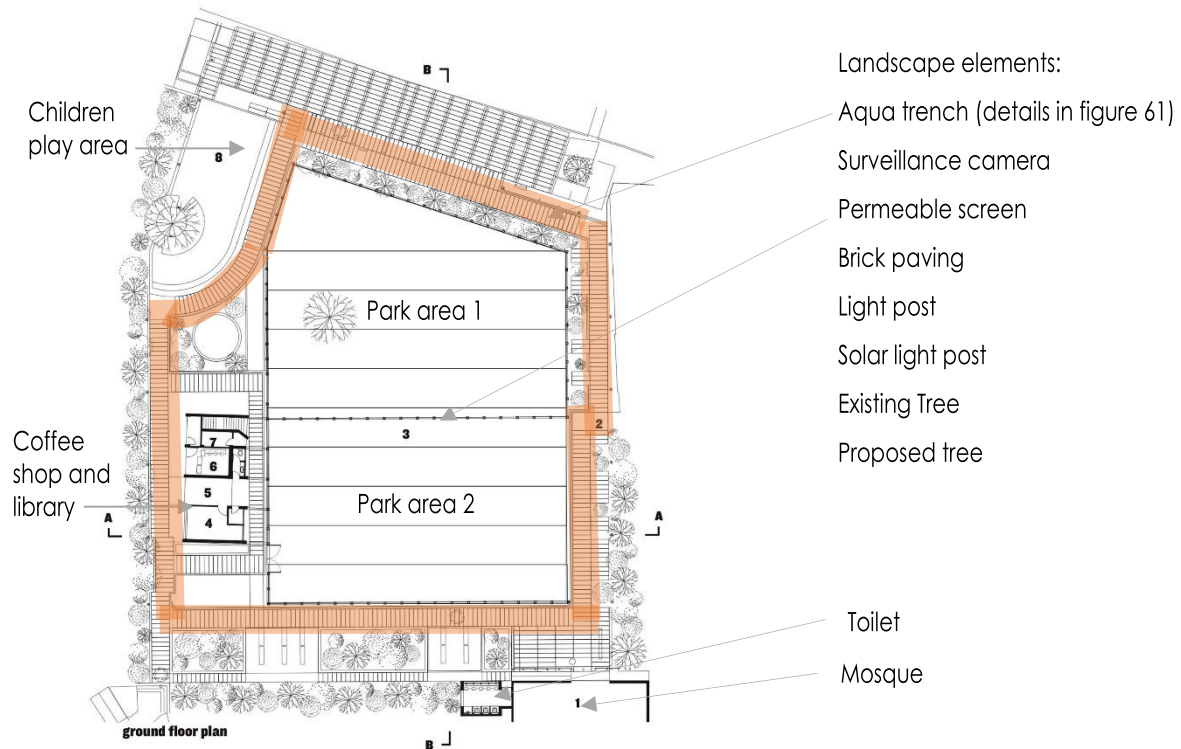 Landscape elements:
Aqua trench (details in figure 61)
Surveillance camera
Permeable screen
Brick paving
Light post
Solar light post
Existing Tree
Proposed tree
Toilet
Mosque
Children
play area
8
B
Park area 1
2
3
Coffee
shop and
library
7
6
5
4
Park area 2
A
A
1
ground floor plan
B